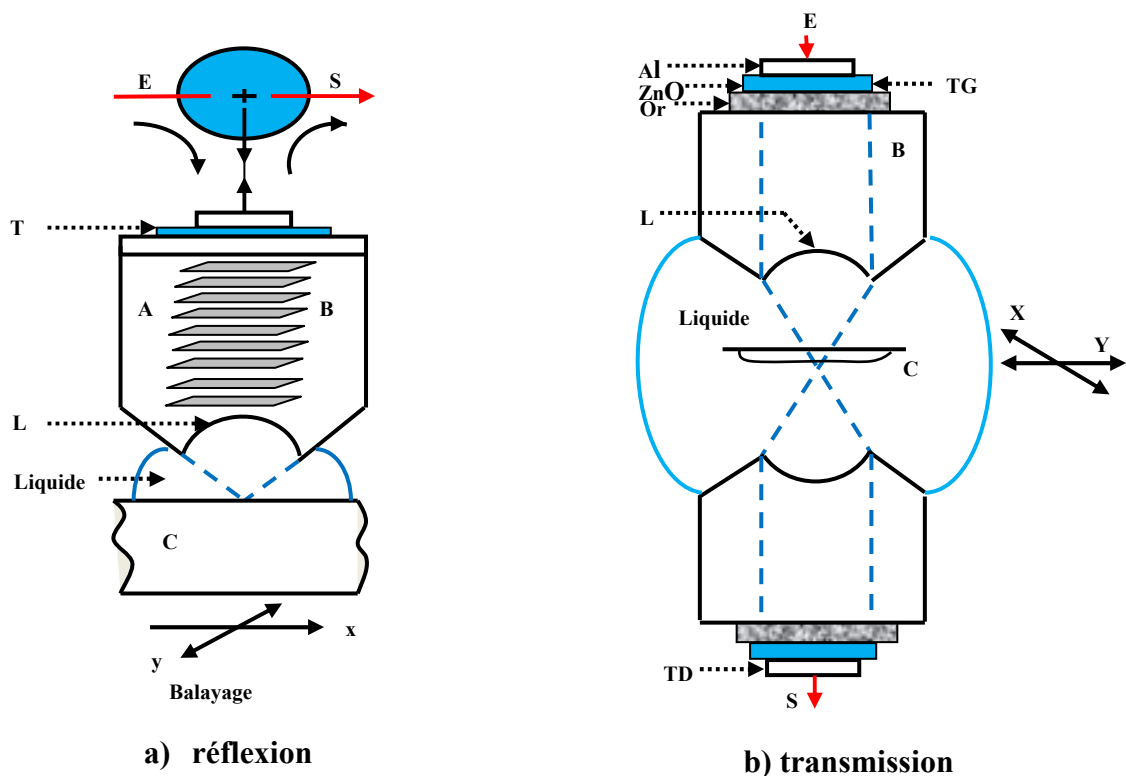 E S
T
A B
L
Liquide
C
x
y
Balayage
a) réflexion
E
Al
ZnO
Or
TG
B
L
Liquide
X
Y
C
TD
S
b) transmission